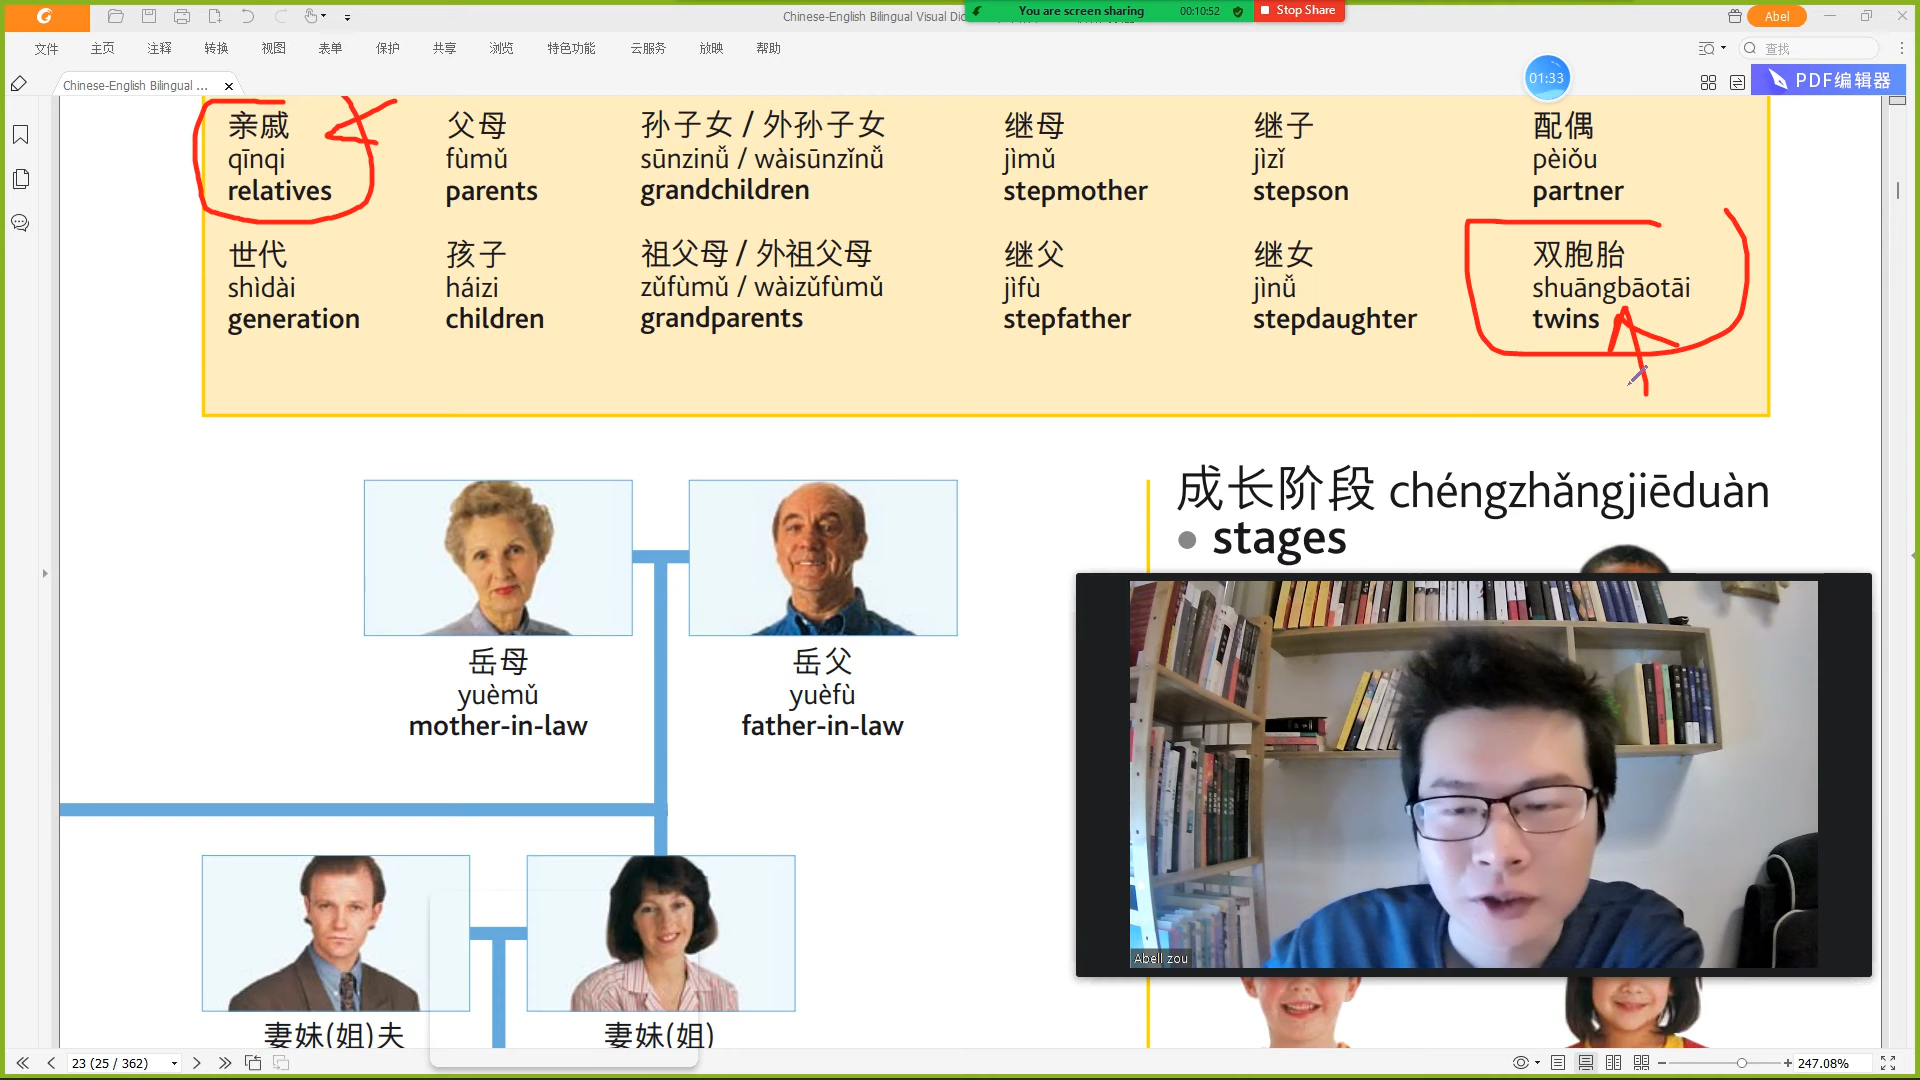 Chinese-English Bilingual Visual Dic
You are screen sharing
00:10:52
Stop Share
Abel
文件 主页 注释 转换 视图 表单 保护 共享 浏览 特色功能 云服务 放映 帮助
查找
Chinese-English Bilingual ...
01:33
PDF编辑器
亲戚
qīnqi
relatives
父母
fùmǔ
parents
孙子女 / 外孙子女
sūnzinǚ / wàisūnzǐnǚ
grandchildren
继母
jìmǔ
stepmother
继子
jìzǐ
stepson
配偶
pèiǒu
partner
世代
shìdài
generation
孩子
háizi
children
祖父母 / 外祖父母
zǔfùmǔ / wàizǔfùmǔ
grandparents
继父
jìfù
stepfather
继女
jìnǚ
stepdaughter
双胞胎
shuāngbāotāi
twins
成长阶段 chéngzhǎngjiēduàn
• stages
岳母
yuèmǔ
mother-in-law
岳父
yuèfù
father-in-law
妻妹(姐)夫
妻妹(姐)
Abell zou
23 (25 / 362)
247.08%